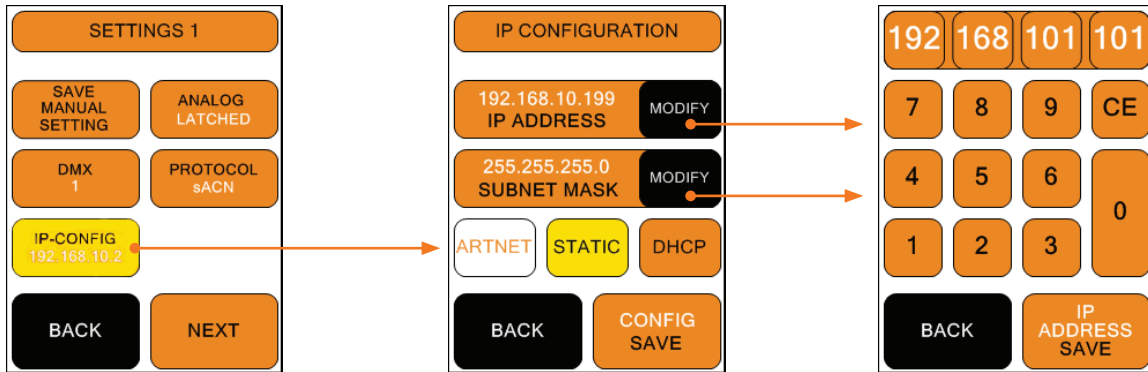 SETTINGS 1
SAVE
MANUAL
SETTING
ANALOG
LATCHED
DMX
1
PROTOCOL
sACN
IP-CONFIG
192.168.10.2
BACK
NEXT
IP CONFIGURATION
192.168.10.199
IP ADDRESS
MODIFY
255.255.255.0
SUBNET MASK
MODIFY
ARTNET
STATIC
DHCP
BACK
CONFIG
SAVE
192 168 101 101
7 8 9 CE
4 5 6
0
1 2 3
BACK
IP
ADDRESS
SAVE